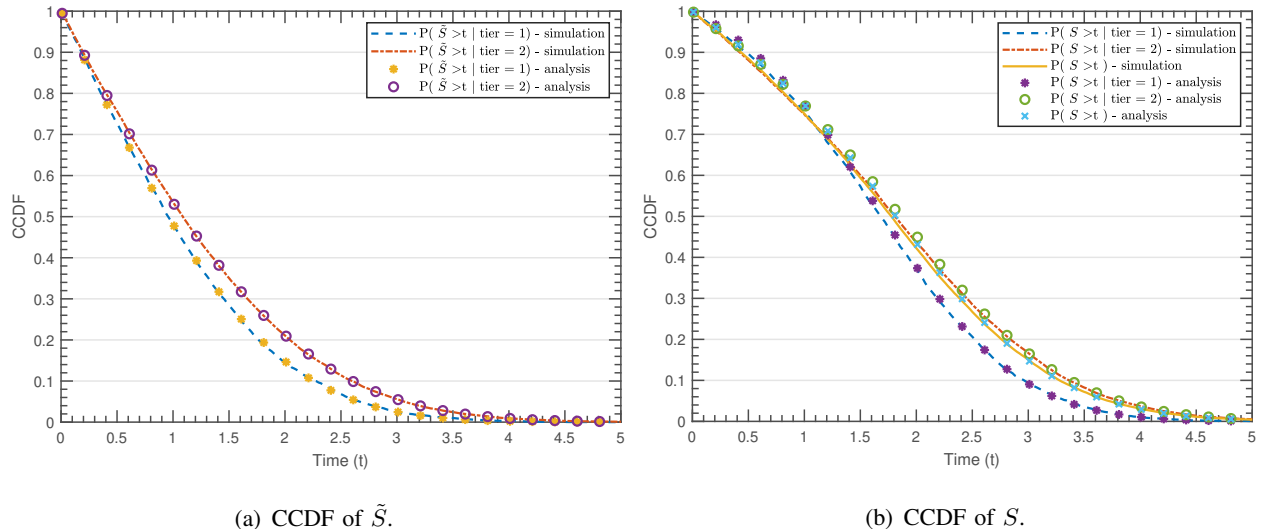 1
0.9
0.8
0.7
0.6
0.5
0.4
0.3
0.2
0.1
0
CCDF
P( S̃ >t | tier = 1) - simulation
P( S̃ >t | tier = 2) - simulation
P( S̃ >t | tier = 1) - analysis
P( S̃ >t | tier = 2) - analysis
0 0.5 1 1.5 2 2.5 3 3.5 4 4.5 5
Time (t)
(a) CCDF of S̃.
1
0.9
0.8
0.7
0.6
0.5
0.4
0.3
0.2
0.1
0
CCDF
P( S >t | tier = 1) - simulation
P( S >t | tier = 2) - simulation
P( S >t ) - simulation
P( S >t | tier = 1) - analysis
P( S >t | tier = 2) - analysis
P( S >t ) - analysis
0 0.5 1 1.5 2 2.5 3 3.5 4 4.5 5
Time (t)
(b) CCDF of S.